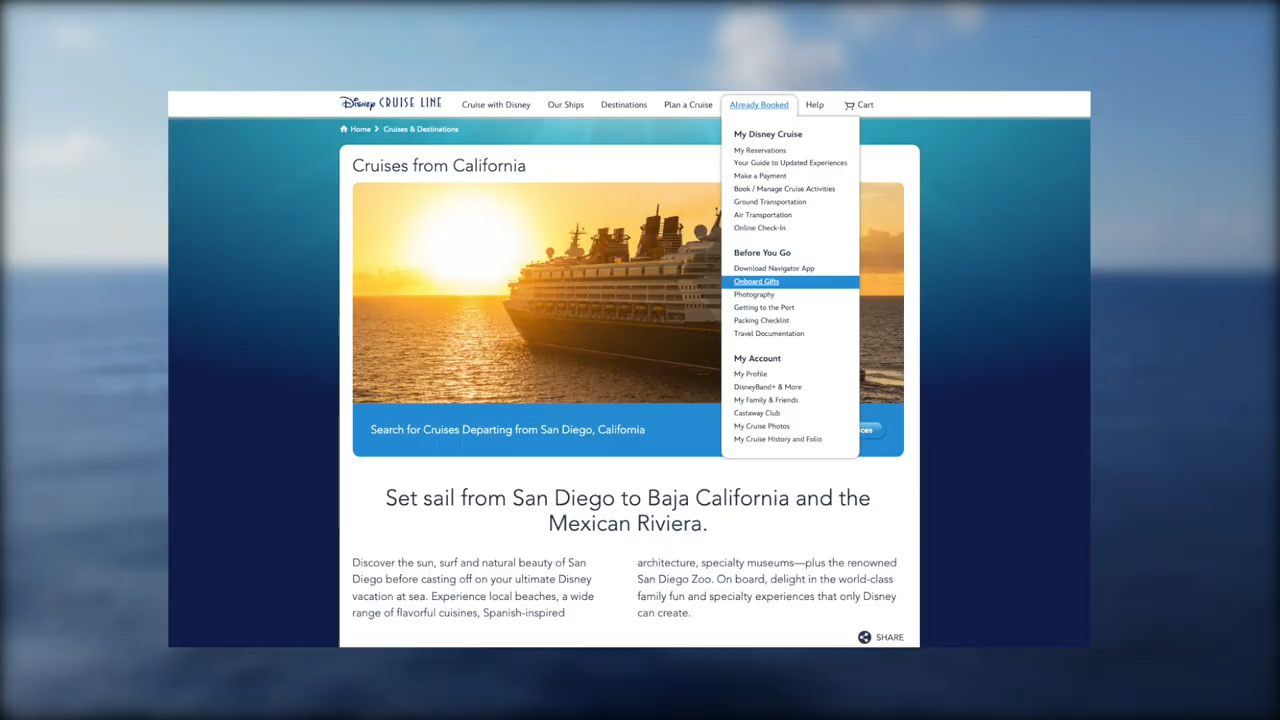 Disney CRUISE LINE
Cruise with Disney
Our Ships
Destinations
Plan a Cruise
Already Booked
Help
Cart
Home
Cruises & Destinations
Cruises from California
My Disney Cruise
My Reservations
Your Guide to Updated Experiences
Make a Payment
Book / Manage Cruise Activities
Ground Transportation
Air Transportation
Online Check-In
Before You Go
Download Navigator App
Onboard Gifts
Photography
Getting to the Port
Packing Checklist
Travel Documentation
My Account
My Profile
DisneyBand+ & More
My Family & Friends
Castaway Club
My Cruise Photos
My Cruise History and Folio
Search for Cruises Departing from San Diego, California
Set sail from San Diego to Baja California and the
Mexican Riviera.
Discover the sun, surf and natural beauty of San
Diego before casting off on your ultimate Disney
vacation at sea. Experience local beaches, a wide
range of flavorful cuisines, Spanish-inspired
architecture, specialty museums—plus the renowned
San Diego Zoo. On board, delight in the world-class
family fun and specialty experiences that only Disney
can create.
SHARE